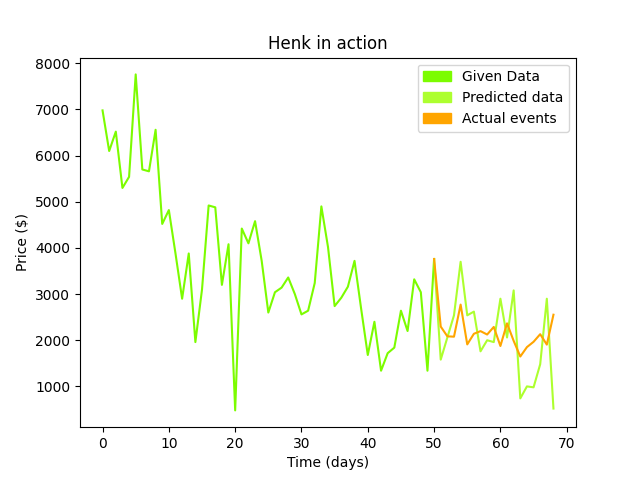 Henk in action
Given Data
Predicted data
Actual events
8000
7000
6000
5000
4000
3000
2000
1000
Price ($)
0 10 20 30 40 50 60 70
Time (days)